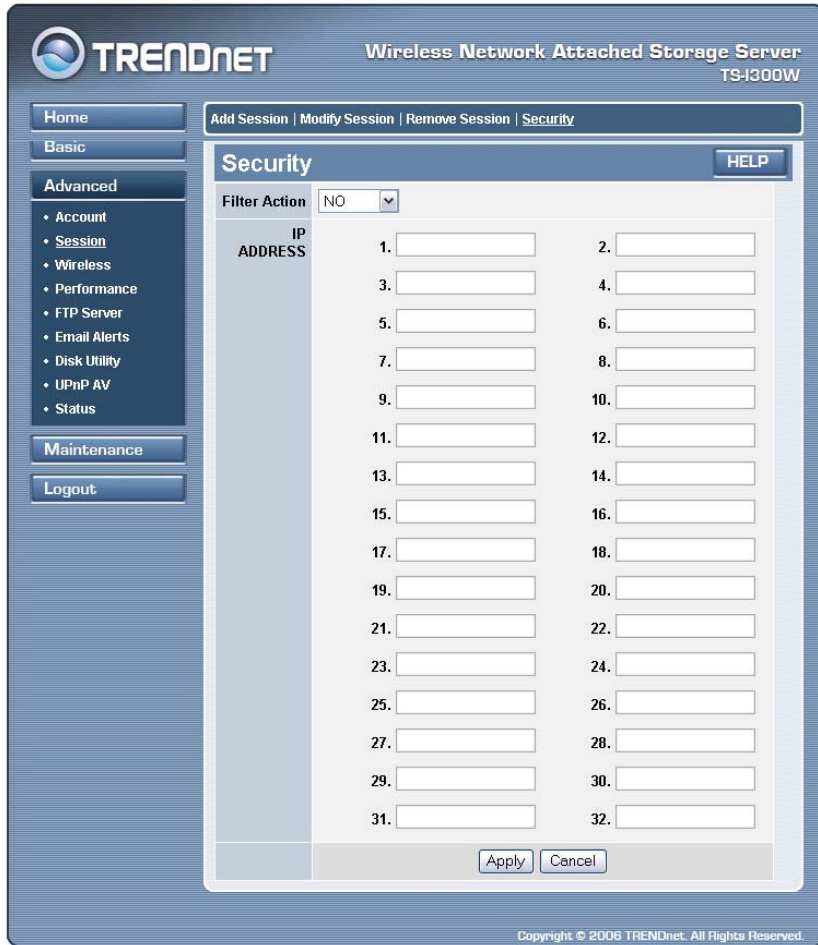 TRENDNET
Wireless Network Attached Storage Server
TS-I300W
Home
Basic
Advanced
• Account
• Session
• Wireless
• Performance
• FTP Server
• Email Alerts
• Disk Utility
• UPnP AV
• Status
Maintenance
Logout
Add Session | Modify Session | Remove Session | Security
Security
HELP
Filter Action NO
IP ADDRESS
1. 2.
3. 4.
5. 6.
7. 8.
9. 10.
11. 12.
13. 14.
15. 16.
17. 18.
19. 20.
21. 22.
23. 24.
25. 26.
27. 28.
29. 30.
31. 32.
Apply Cancel
Copyright © 2006 TRENDnet. All Rights Reserved.